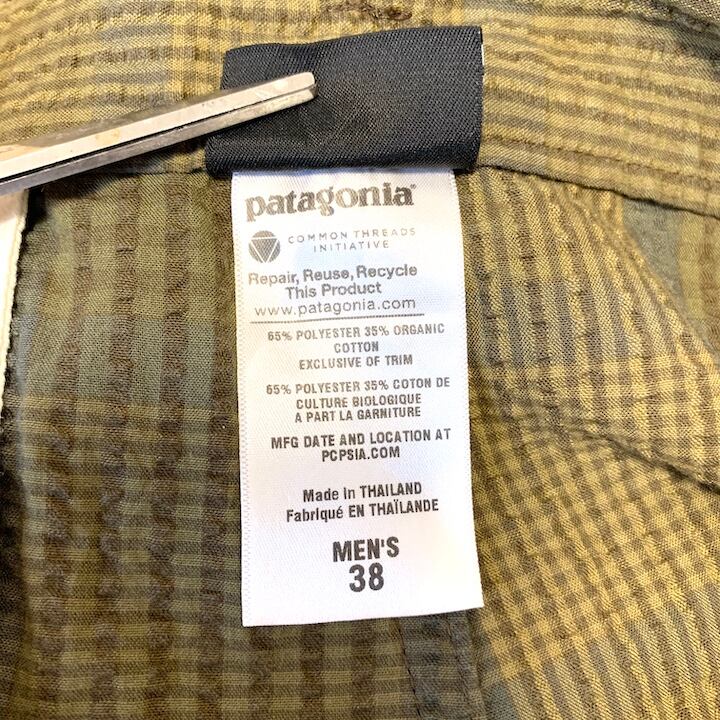 patagonia®
COMMON THREADS
INITIATIVE
Repair, Reuse, Recycle
This Product
www.patagonia.com
65% POLYESTER 35% ORGANIC
COTTON
EXCLUSIVE OF TRIM
65% POLYESTER 35% COTON DE
CULTURE BIOLOGIQUE
A PART LA GARNITURE
MFG DATE AND LOCATION AT
PCPSIA.COM
Made in THAILAND
Fabriqué EN THAÏLANDE
MEN'S
38